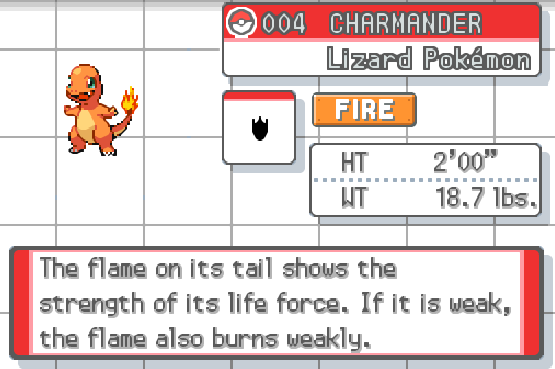 004 CHARMANDER
Lizard Pokémon
FIRE
HT 2'00"
WT 18.7 lbs.
The flame on its tail shows the
strength of its life force. If it is weak,
the flame also burns weakly.